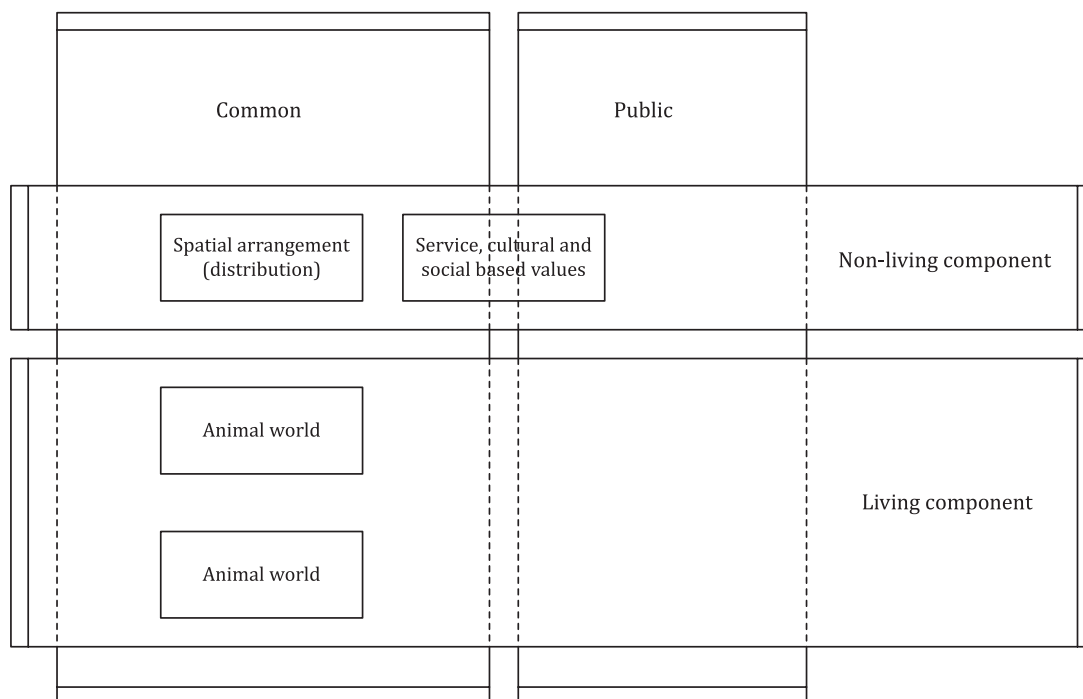 Common
Public
Spatial arrangement
(distribution)
Service, cultural and
social based values
Non-living component
Animal world
Living component
Animal world